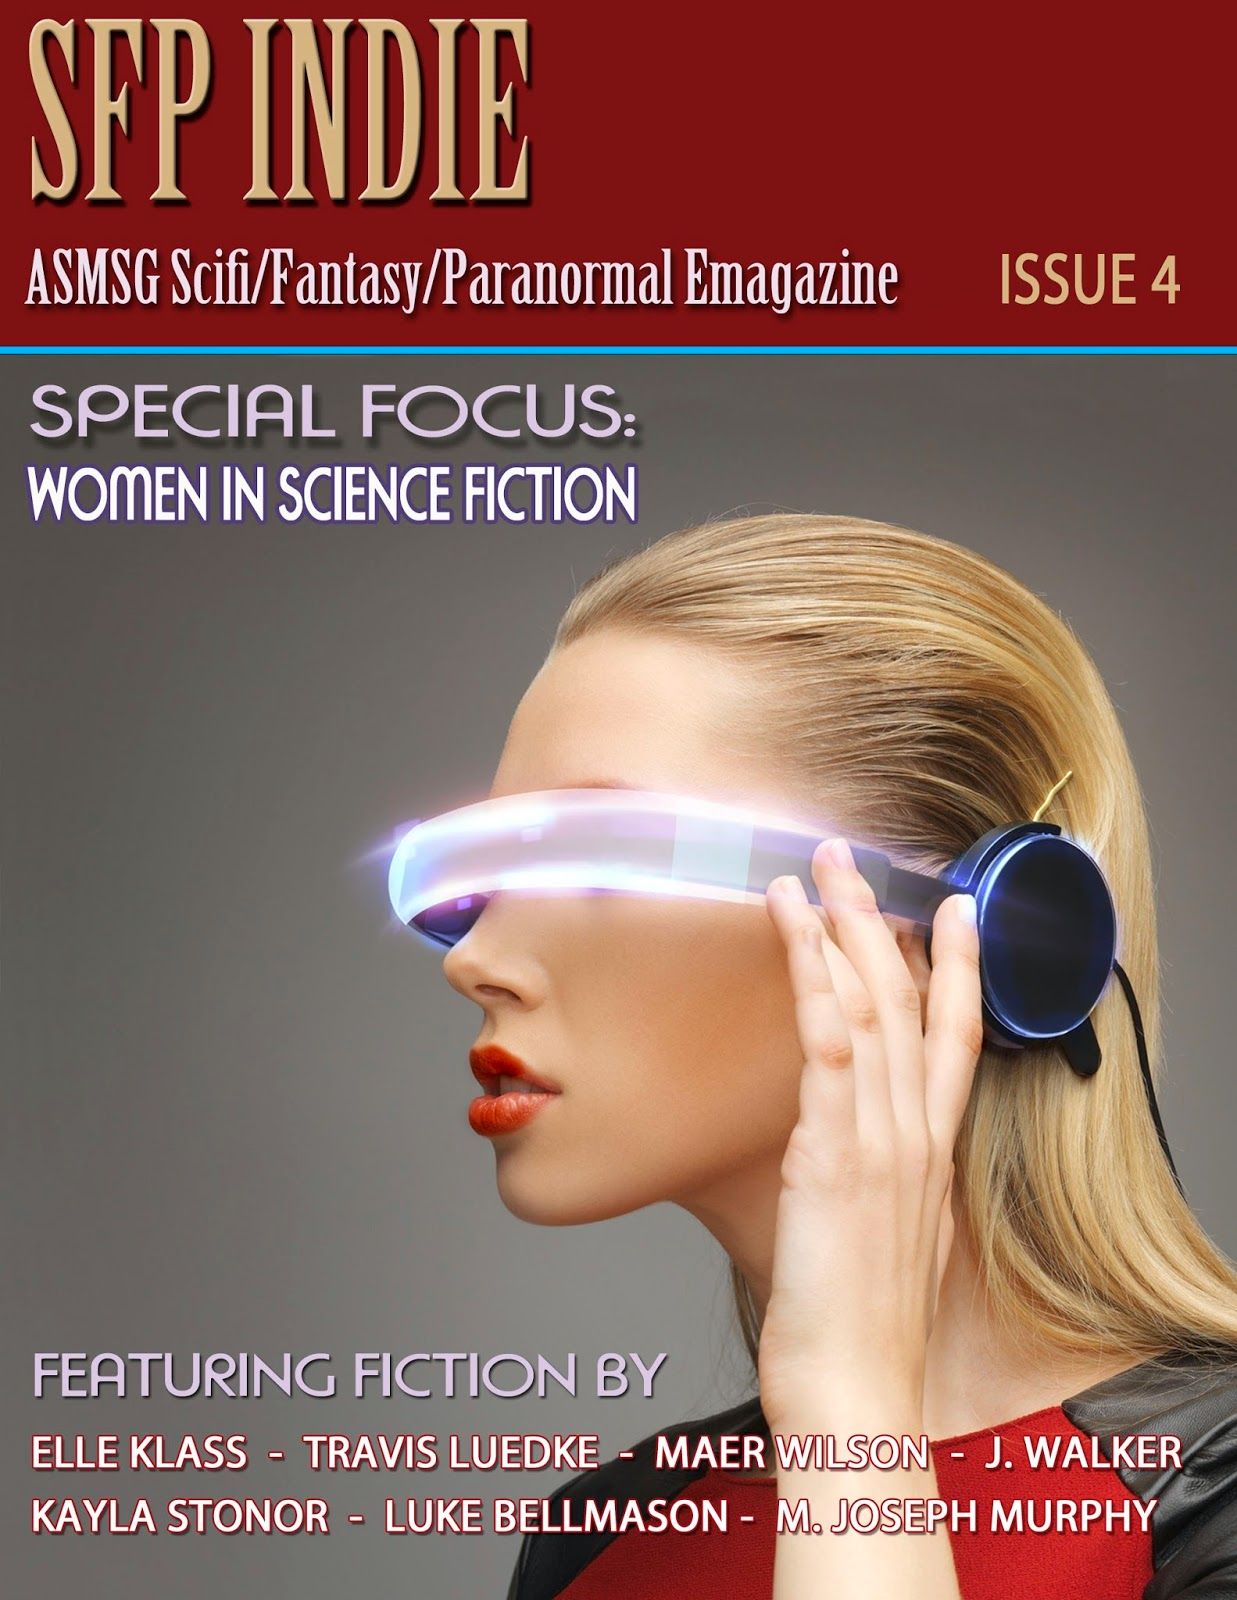 SFP INDIE
ASMSG Scifi/Fantasy/Paranormal Emagazine
ISSUE 4
SPECIAL FOCUS:
WOMEN IN SCIENCE FICTION
FEATURING FICTION BY
ELLE KLASS - TRAVIS LUEDKE - MAER WILSON - J. WALKER
KAYLA STONOR - LUKE BELLMASON - M. JOSEPH MURPHY